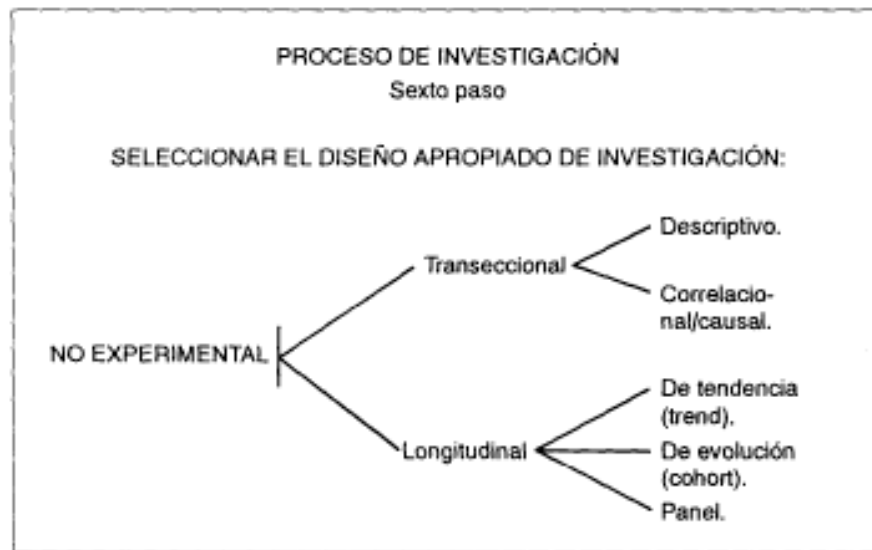 PROCESO DE INVESTIGACIÓN
Sexto paso
SELECCIONAR EL DISEÑO APROPIADO DE INVESTIGACIÓN:
Descriptivo.
Transeccional
Correlacio-
nal/causal.
NO EXPERIMENTAL
De tendencia
(trend).
Longitudinal
De evolución
(cohort).
Panel.